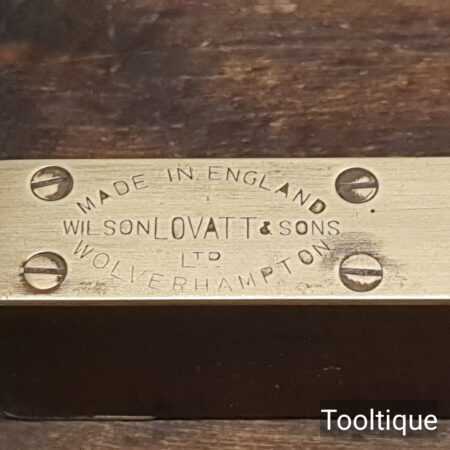 MADE IN ENGLAND
WILSON LOVATT & SONS
LTD
WOLVERHAMPTON
Tooltique